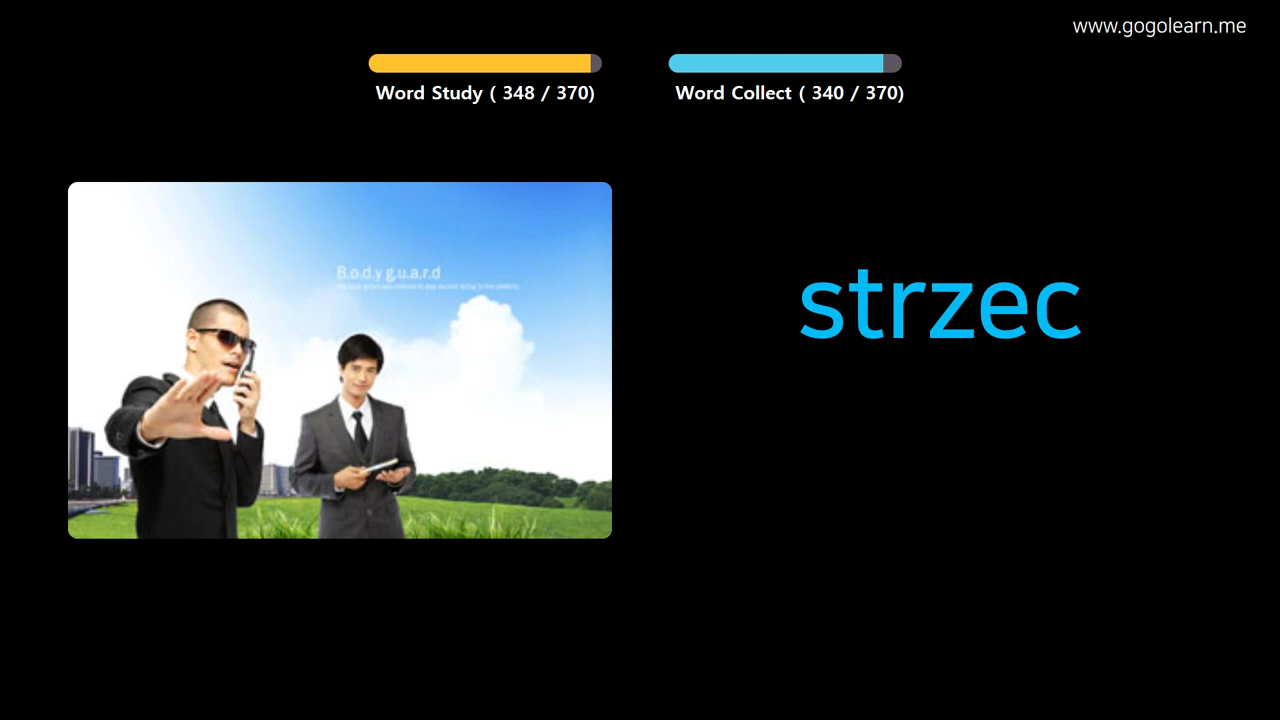 www.gogolearn.me
Word Study ( 348 / 370)
Word Collect ( 340 / 370)
B.o.d.y g.u.a.r.d
strzec